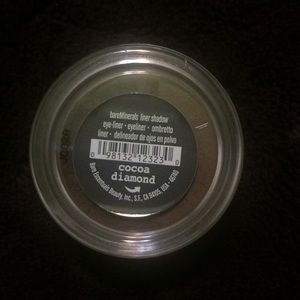 bareMinerals liner shadow
eye-liner • eyeliner • ombretto
liner • delineador de ojos en polvo
0 98132 12323 0
cocoa
diamond
Bare Escentuals Beauty, Inc., S.F., CA 94105, USA